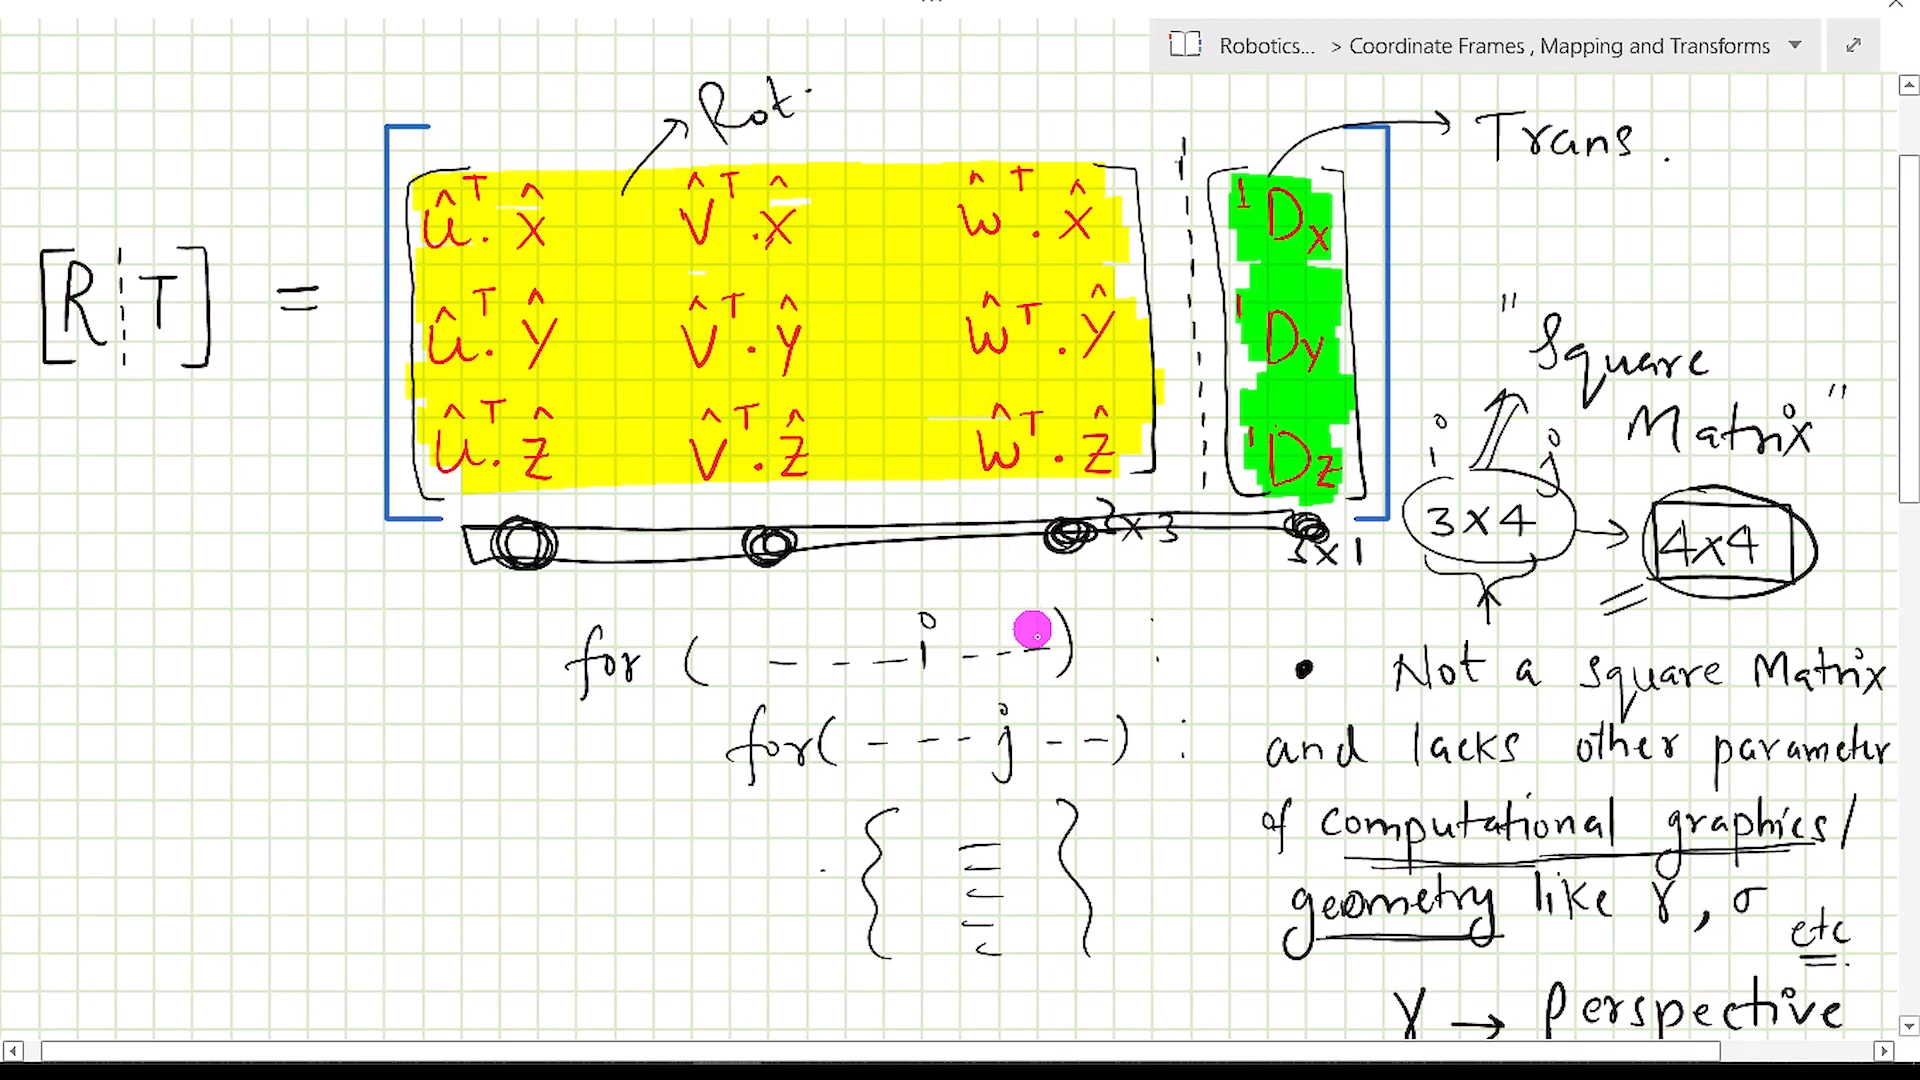 Robotics... > Coordinate Frames , Mapping and Transforms
Rot.
Trans.
[R ¦ T] =
û^T . x̂ v̂^T . x̂ ŵ^T . x̂ ¹Dx
û^T . ŷ v̂^T . ŷ ŵ^T . ŷ ¹Dy
û^T . ẑ v̂^T . ẑ ŵ^T . ẑ ¹Dz
3x3
3x1
"Square
Matrix"
i j
3x4 → 4x4
for ( - - - i - - - ) :
for( - - - - j - - ) :
{ }
• Not a square Matrix
and lacks other parameter
of computational graphics/
geometry like γ, σ
etc.
γ → Perspective